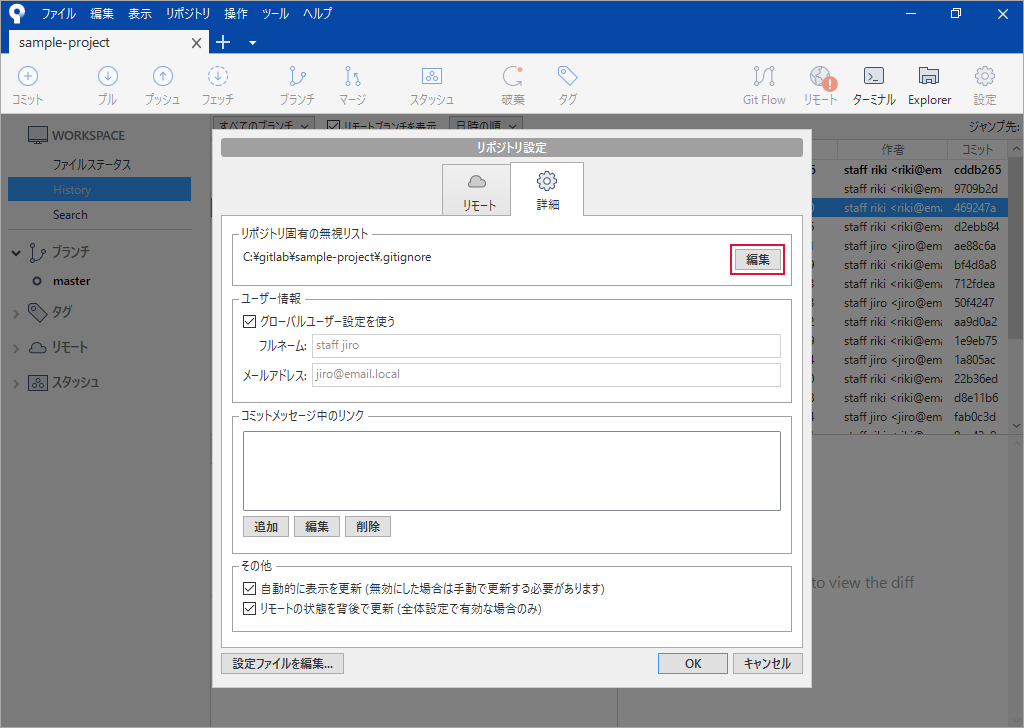 ファイル 編集 表示 リポジトリ 操作 ツール ヘルプ
sample-project
コミット プル プッシュ フェッチ ブランチ マージ スタッシュ 破棄 タグ Git Flow リモート ターミナル Explorer 設定
すべてのブランチ リモートブランチを表示 日時の順 ジャンプ先:
WORKSPACE
ファイルステータス
History
Search
ブランチ
master
タグ
リモート
スタッシュ
リポジトリ設定
リモート 詳細
リポジトリ固有の無視リスト
C:¥gitlab¥sample-project¥.gitignore
編集
ユーザー情報
グローバルユーザー設定を使う
フルネーム: staff jiro
メールアドレス: jiro@email.local
コミットメッセージ中のリンク
追加 編集 削除
その他
自動的に表示を更新 (無効にした場合は手動で更新する必要があります)
リモートの状態を背後で更新 (全体設定で有効な場合のみ)
設定ファイルを編集... OK キャンセル
作者 コミット
staff riki <riki@em cddb265
staff riki <riki@ema 9709b2d
staff riki <riki@ema 469247a
staff riki <riki@ema d2ebb84
staff jiro <jiro@em ae88c6a
staff riki <riki@ema bf4d8a8
staff riki <riki@ema 712fdea
staff jiro <jiro@em 50f4247
staff riki <riki@ema aa9d0a2
staff riki <riki@ema 1e9eb75
staff jiro <jiro@em 1a805ac
staff riki <riki@ema 22b36ed
staff riki <riki@ema d8e11b6
staff jiro <jiro@em fab0c3d
to view the diff